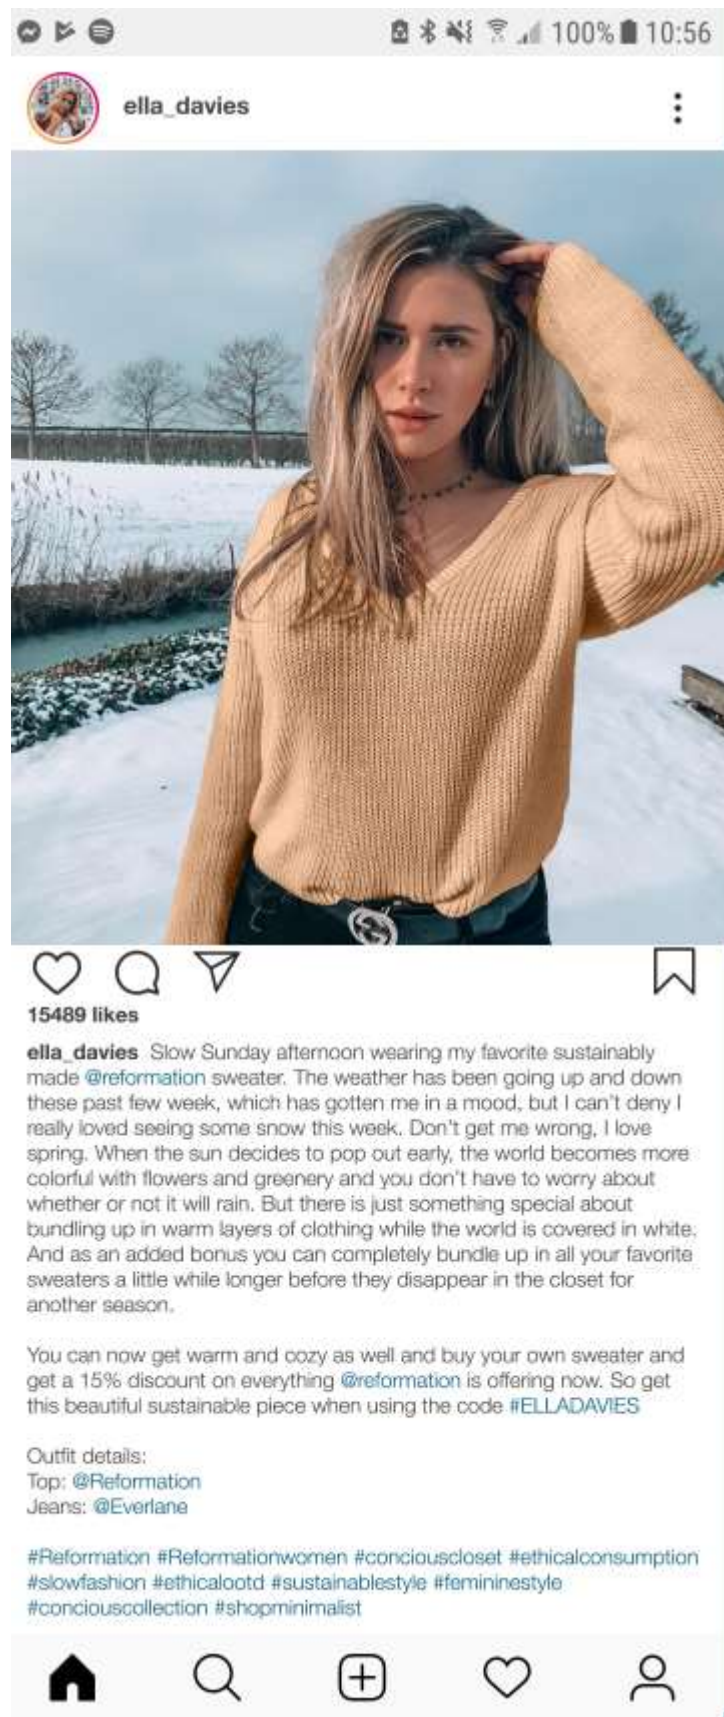 100% 10:56
ella_davies
15489 likes
ella_davies Slow Sunday afternoon wearing my favorite sustainably
made @reformation sweater. The weather has been going up and down
these past few week, which has gotten me in a mood, but I can't deny I
really loved seeing some snow this week. Don't get me wrong, I love
spring. When the sun decides to pop out early, the world becomes more
colorful with flowers and greenery and you don't have to worry about
whether or not it will rain. But there is just something special about
bundling up in warm layers of clothing while the world is covered in white.
And as an added bonus you can completely bundle up in all your favorite
sweaters a little while longer before they disappear in the closet for
another season.
You can now get warm and cozy as well and buy your own sweater and
get a 15% discount on everything @reformation is offering now. So get
this beautiful sustainable piece when using the code #ELLADAVIES
Outfit details:
Top: @Reformation
Jeans: @Everlane
#Reformation #Reformationwomen #conciouscloset #ethicalconsumption
#slowfashion #ethicalootd #sustainablestyle #femininestyle
#conciouscollection #shopminimalist